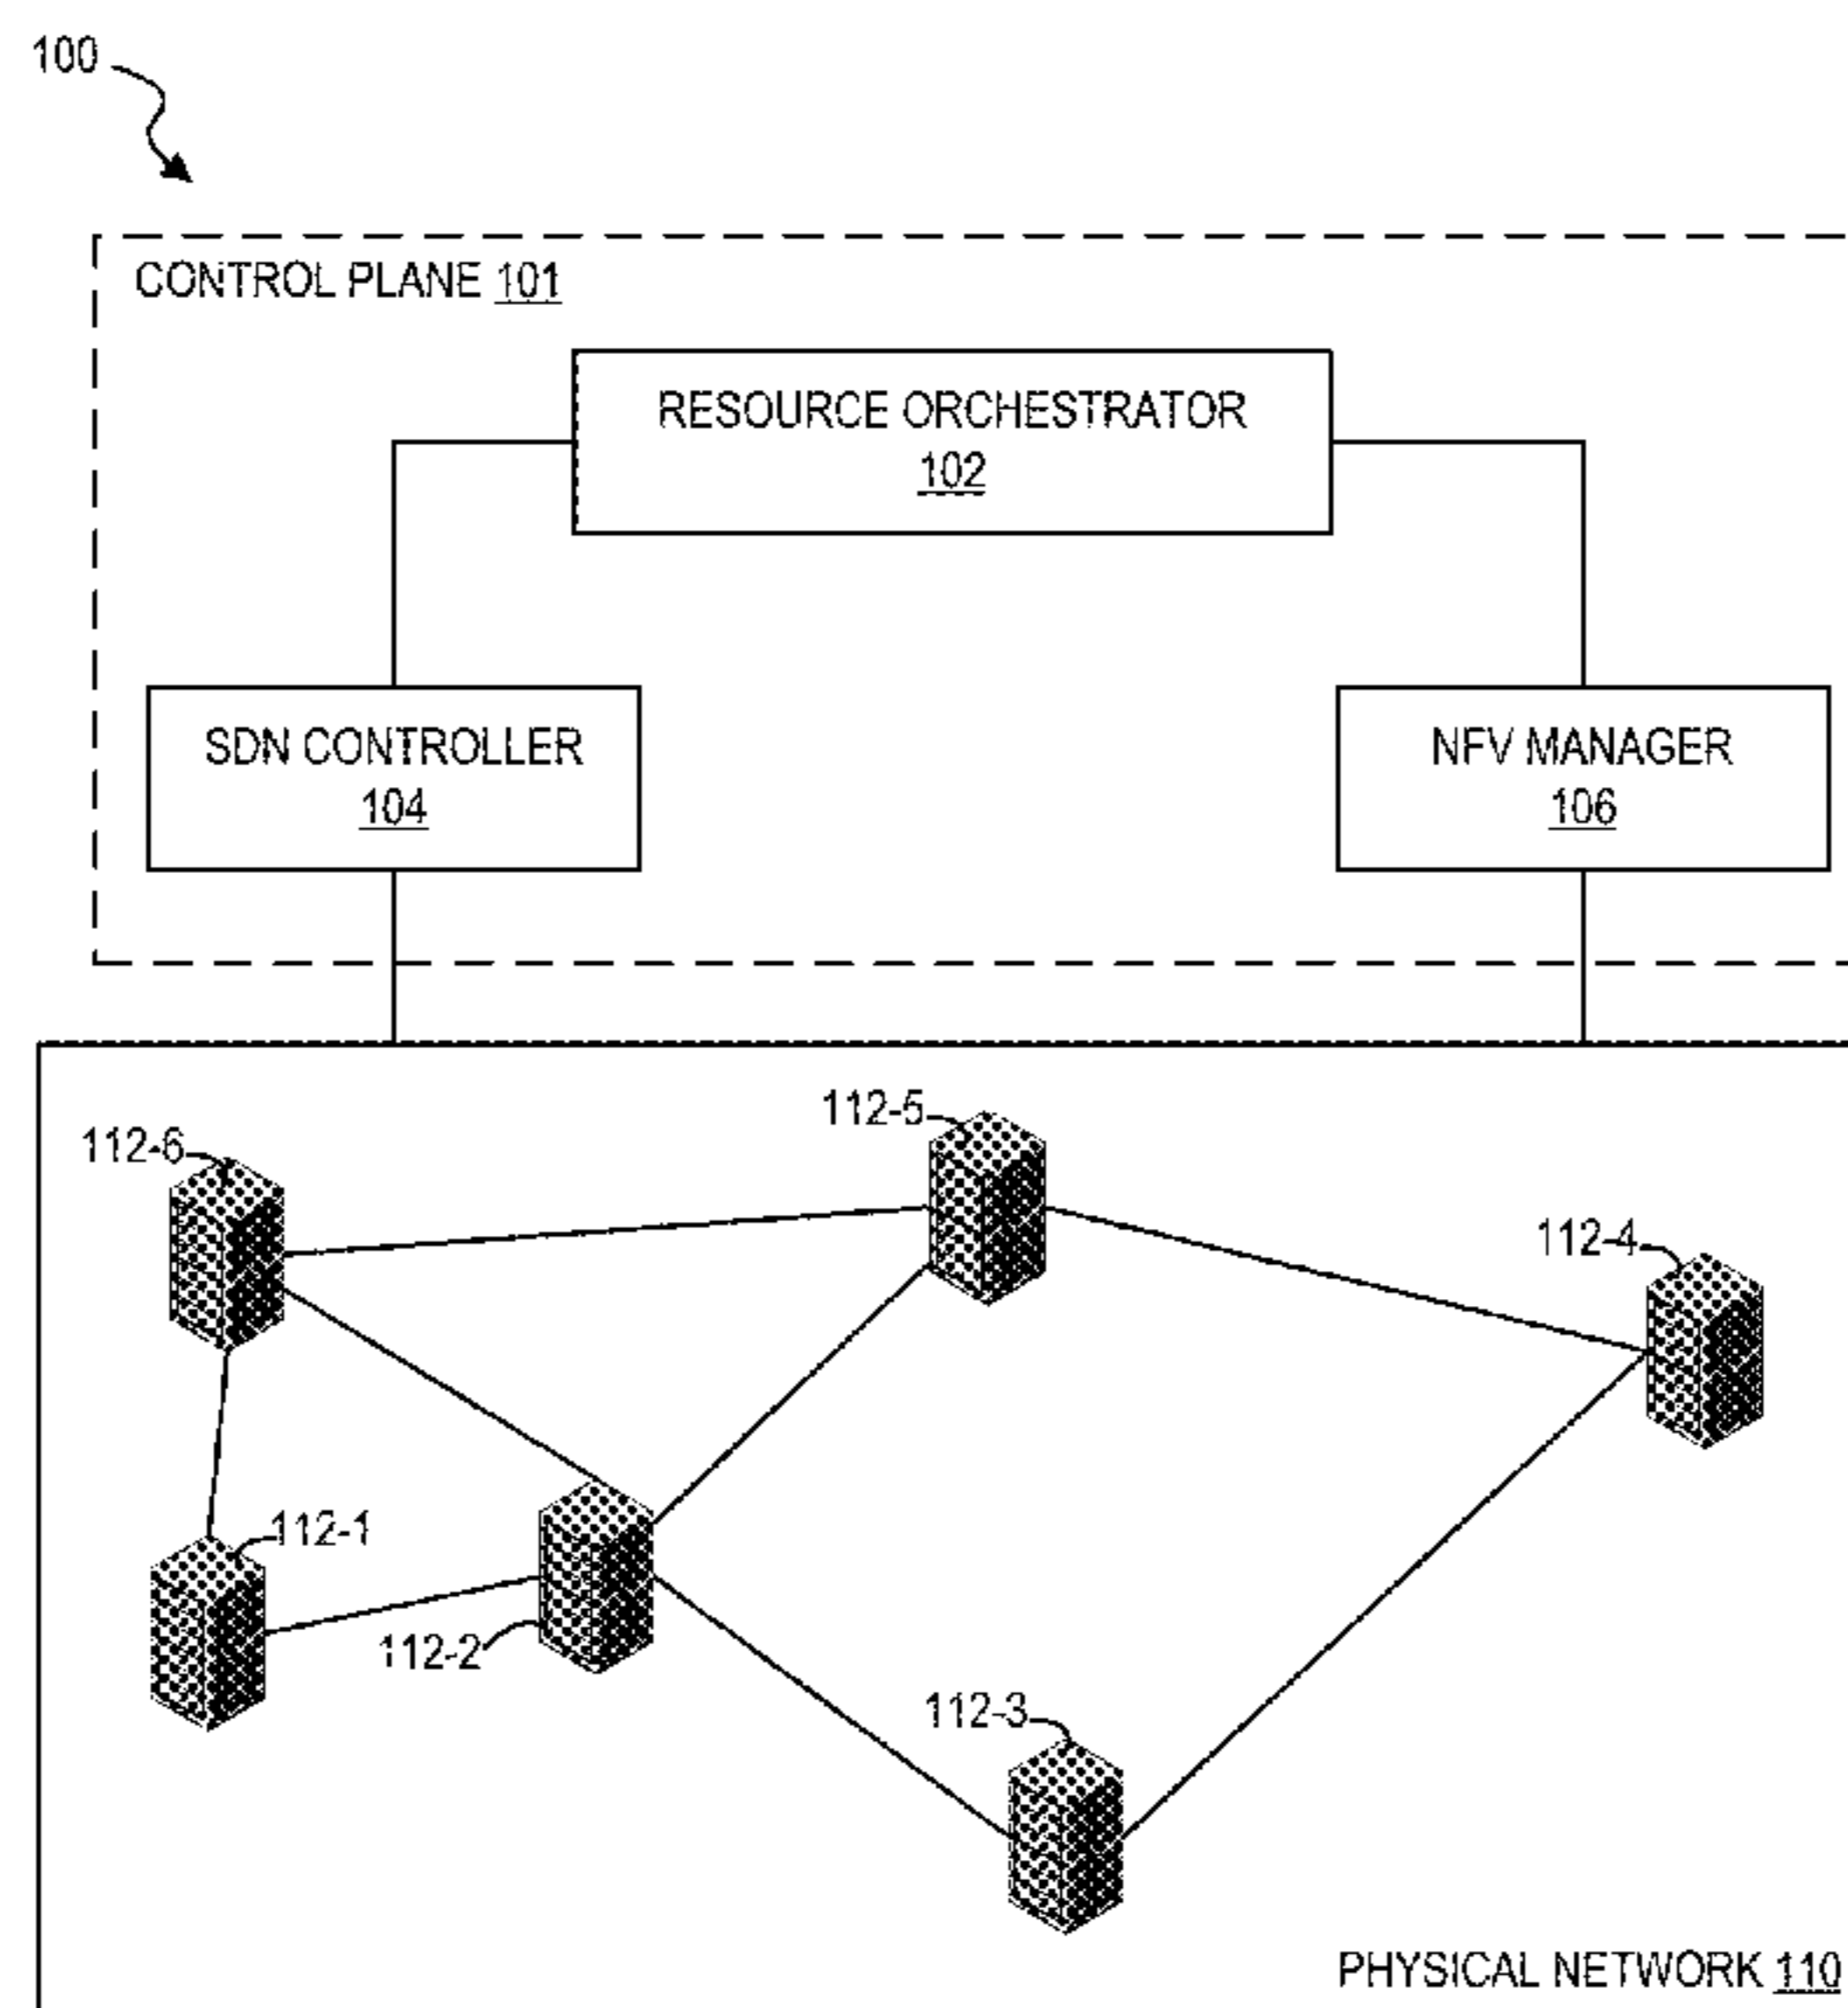 100
CONTROL PLANE 101
RESOURCE ORCHESTRATOR
102
SDN CONTROLLER
104
NFV MANAGER
106
112-5
112-6
112-4
112-1
112-2
112-3
PHYSICAL NETWORK 110